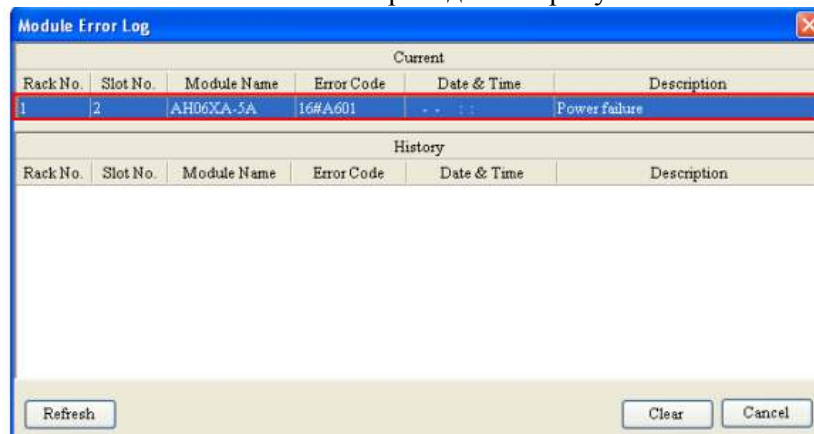 Module Error Log
Current
Rack No. Slot No. Module Name Error Code Date & Time Description
1 2 AH06XA-5A 16#A601 - - : : Power failure
History
Rack No. Slot No. Module Name Error Code Date & Time Description
Refresh Clear Cancel